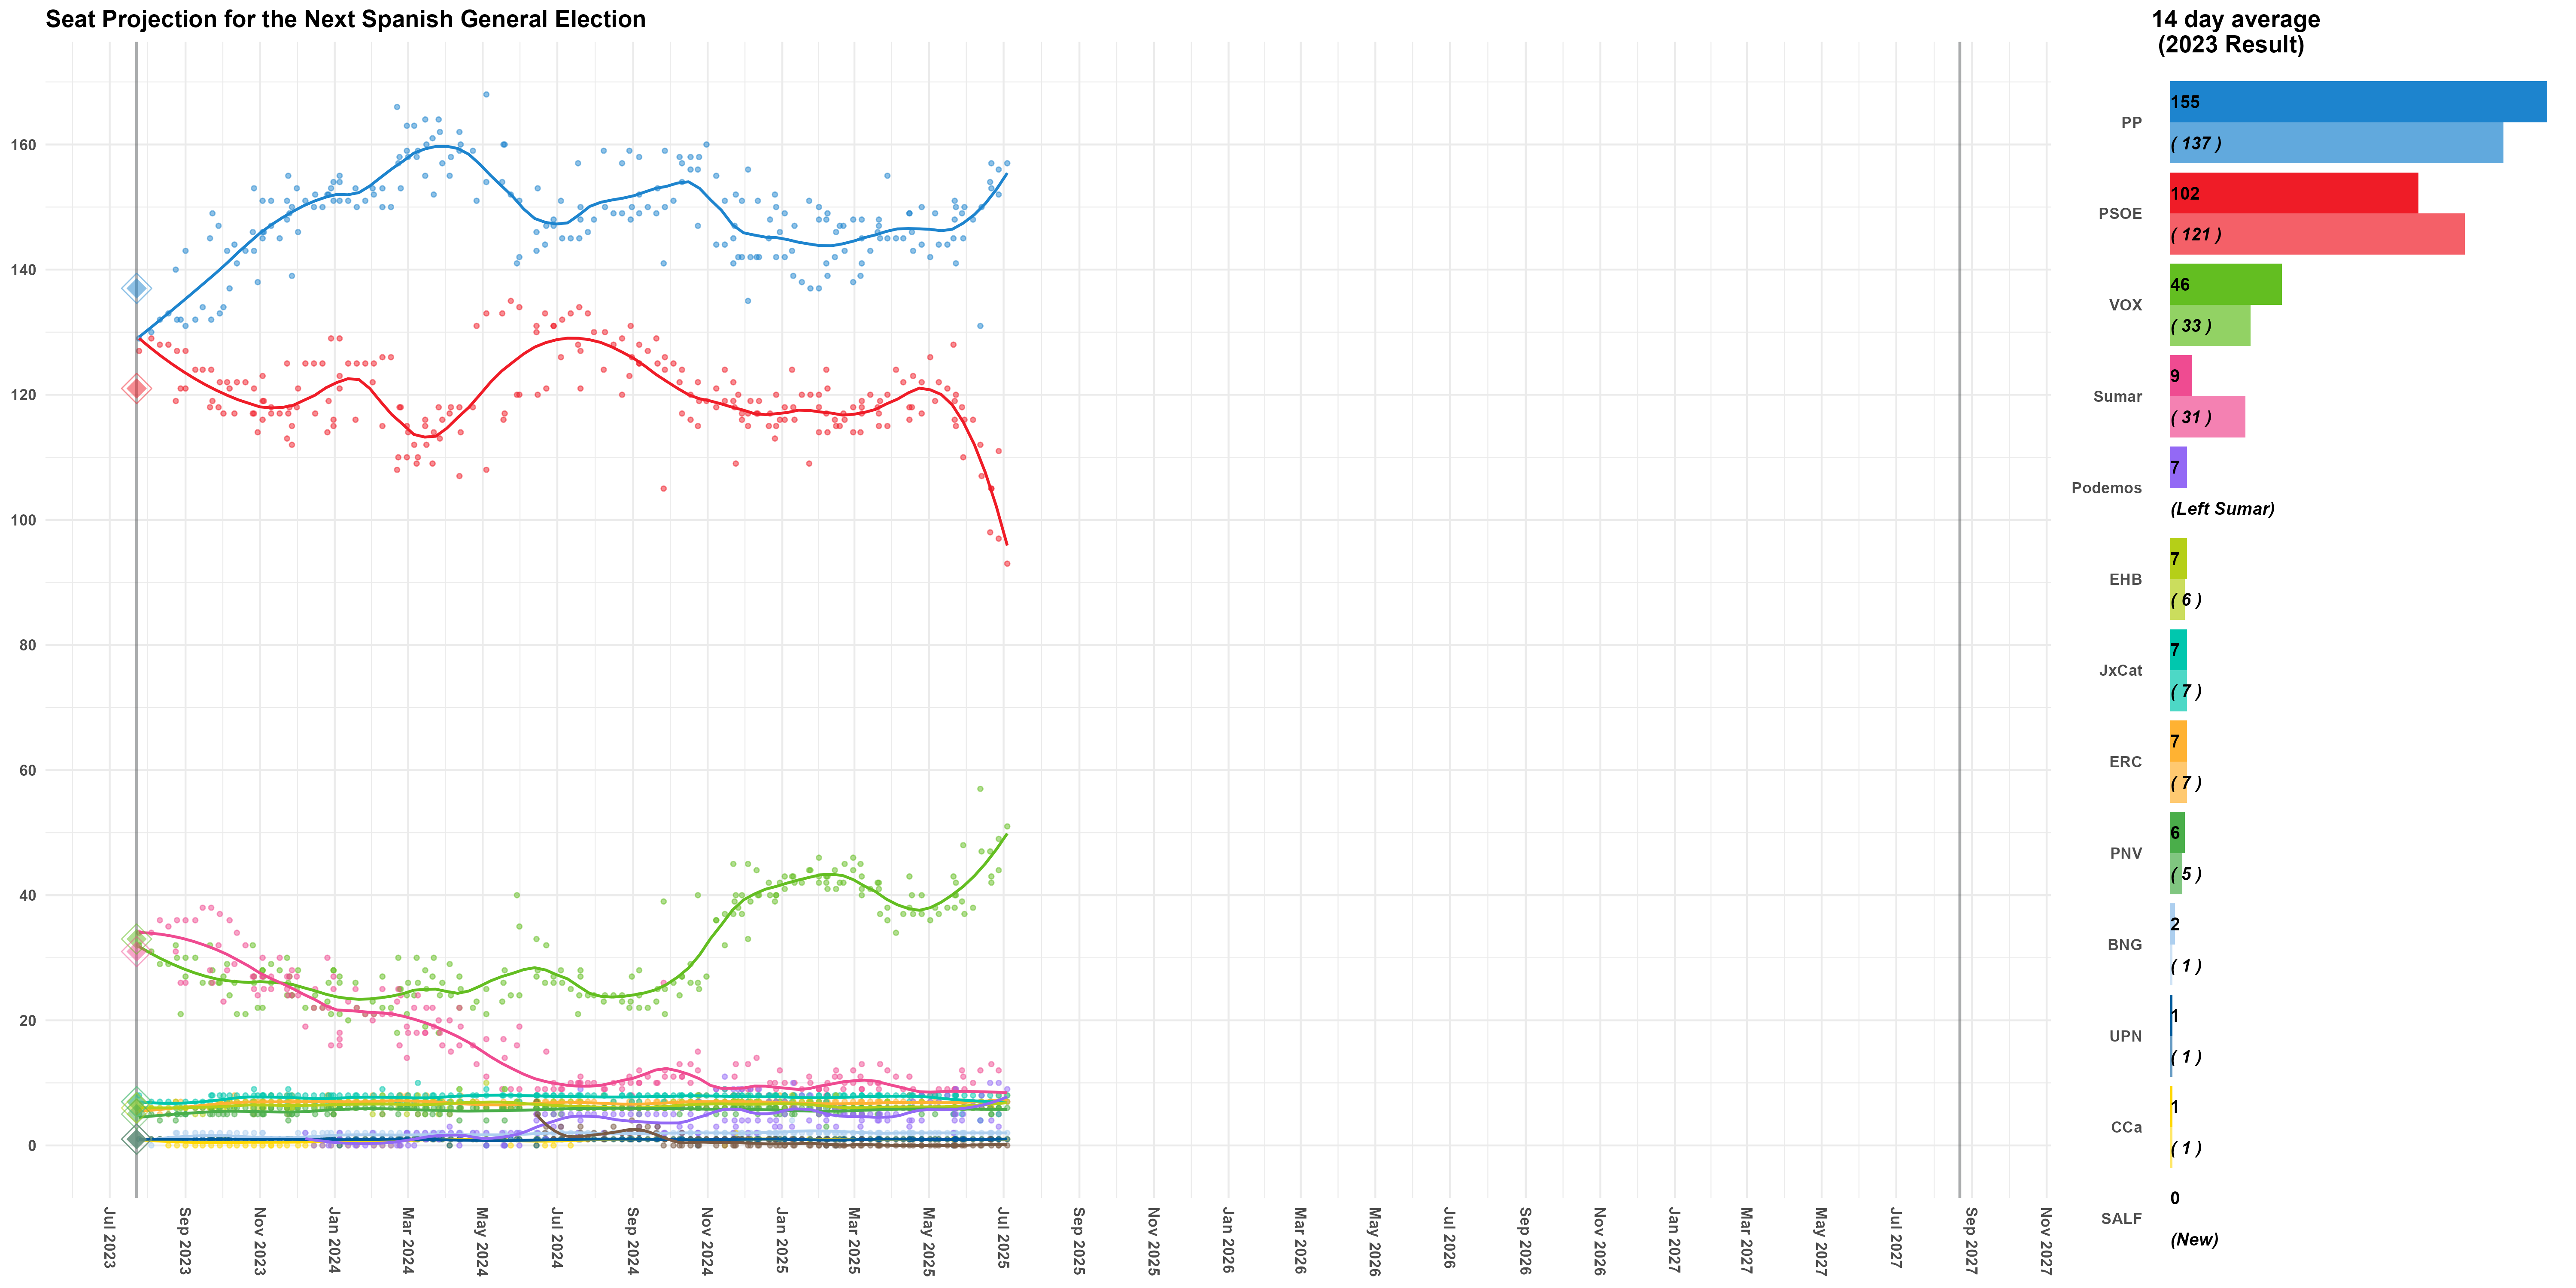 Seat Projection for the Next Spanish General Election
14 day average
(2023 Result)
160
140
120
100
80
60
40
20
0
Jul 2023
Sep 2023
Nov 2023
Jan 2024
Mar 2024
May 2024
Jul 2024
Sep 2024
Nov 2024
Jan 2025
Mar 2025
May 2025
Jul 2025
Sep 2025
Nov 2025
Jan 2026
Mar 2026
May 2026
Jul 2026
Sep 2026
Nov 2026
Jan 2027
Mar 2027
May 2027
Jul 2027
Sep 2027
Nov 2027
PP
155
( 137 )
PSOE
102
( 121 )
VOX
46
( 33 )
Sumar
9
( 31 )
Podemos
7
(Left Sumar)
EHB
7
( 6 )
JxCat
7
( 7 )
ERC
7
( 7 )
PNV
6
( 5 )
BNG
2
( 1 )
UPN
1
( 1 )
CCa
1
( 1 )
SALF
0
(New)